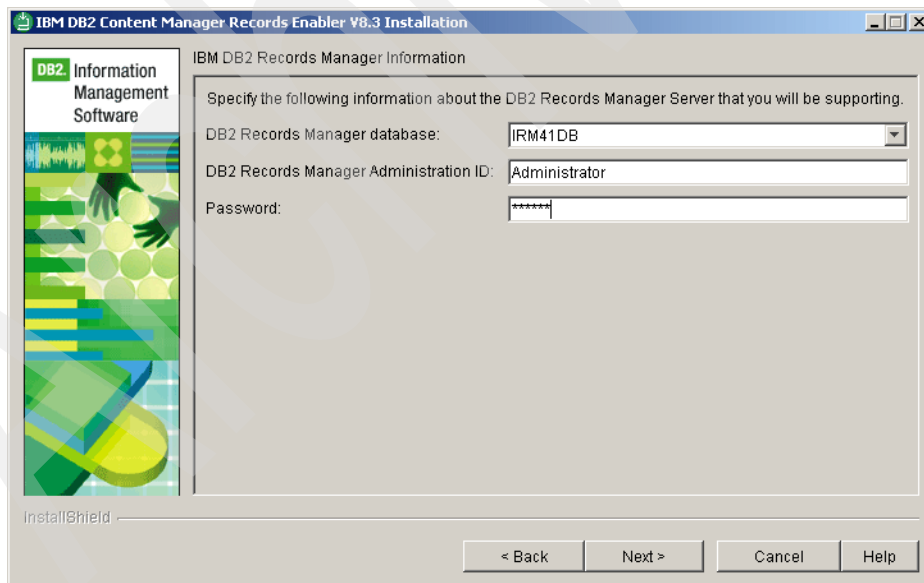 IBM DB2 Content Manager Records Enabler V8.3 Installation
DB2. Information
Management
Software
IBM DB2 Records Manager Information
Specify the following information about the DB2 Records Manager Server that you will be supporting.
DB2 Records Manager database: IRM41DB
DB2 Records Manager Administration ID: Administrator
Password: ******
InstallShield
< Back Next > Cancel Help